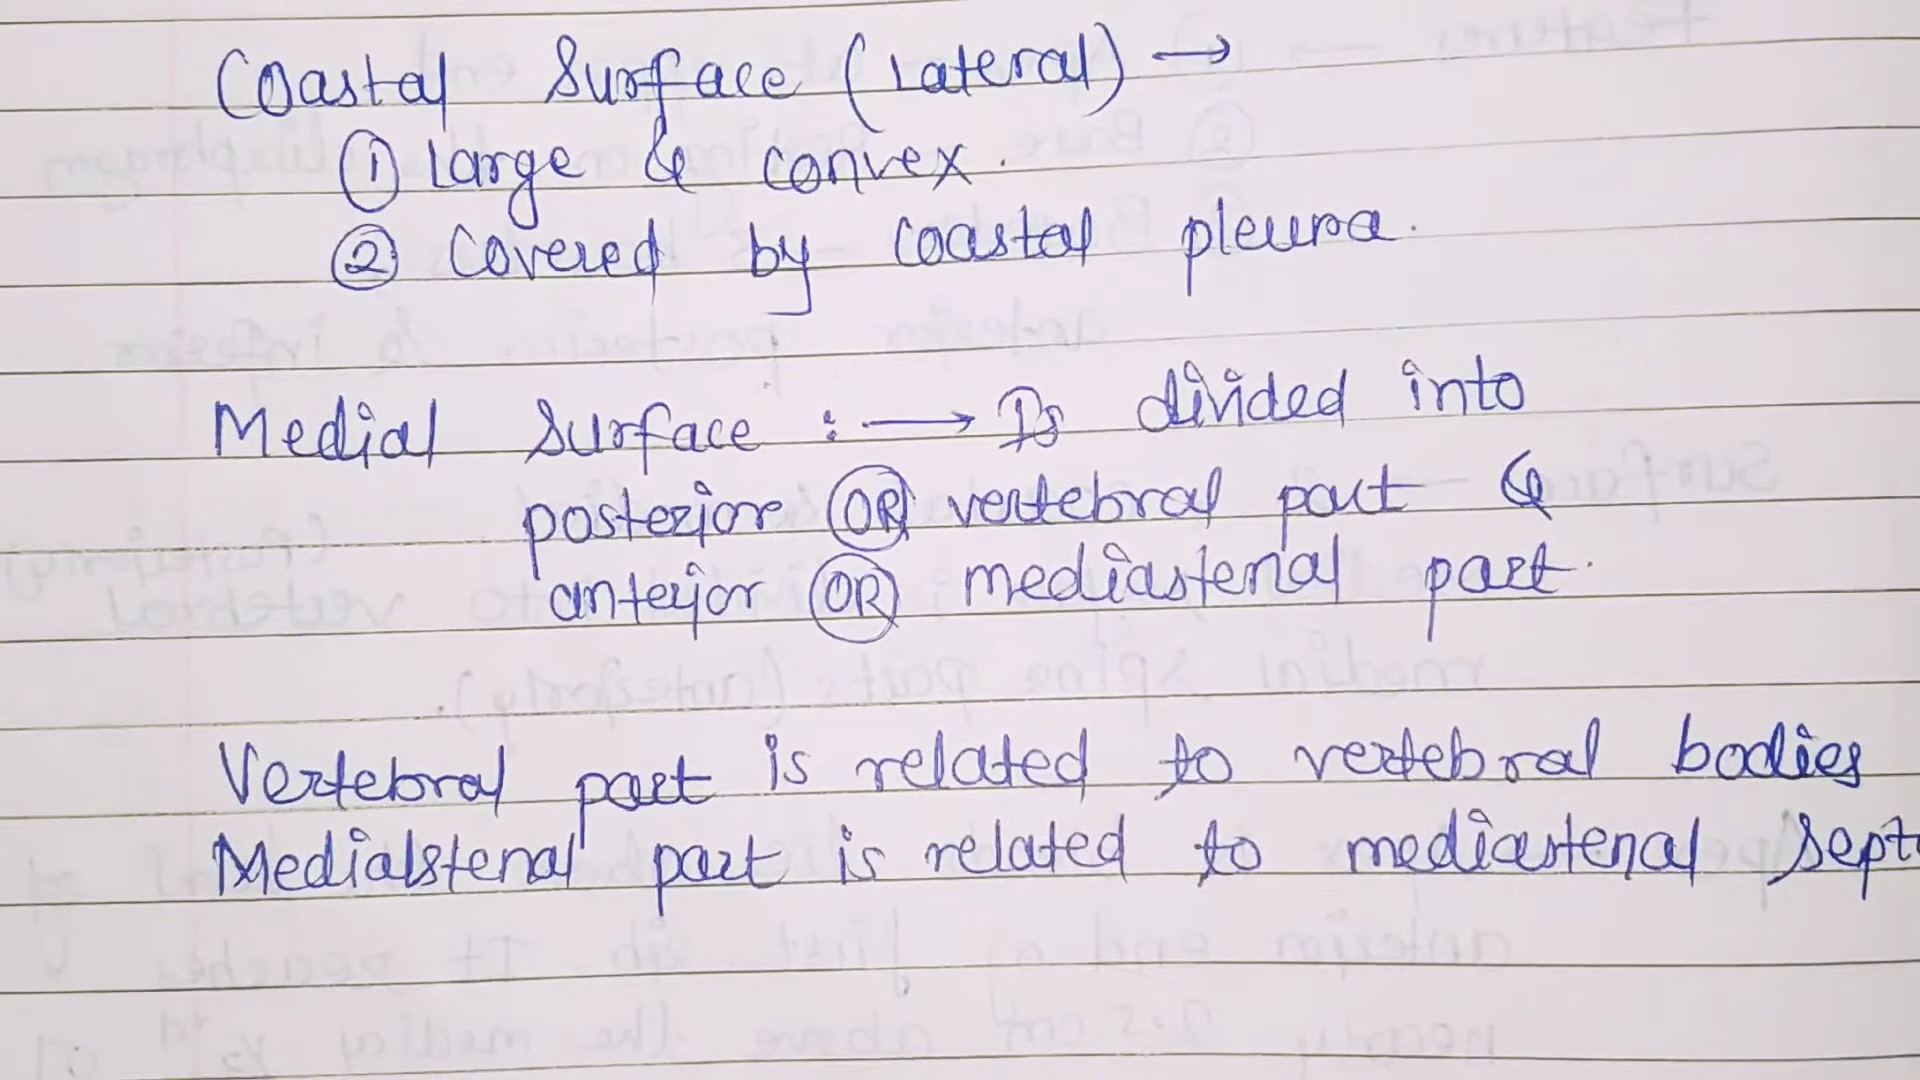 Coastal Surface (Lateral) →
① Large & convex.
② Covered by coastal pleura.
Medial Surface :→ Is divided into
posterior OR vertebral part &
anterior OR mediastenal part.
Vertebral part is related to vertebral bodies
Medialstenal part is related to mediastenal Sept